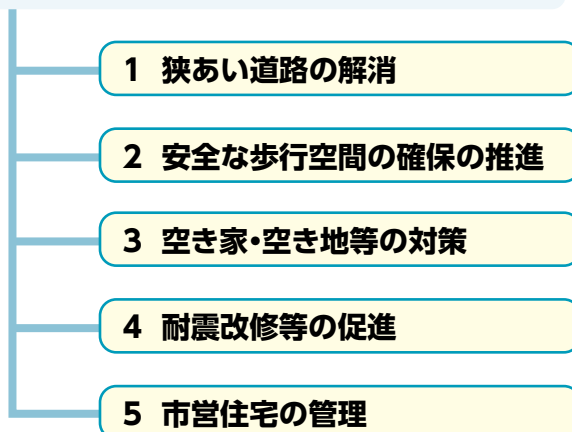 1 狭あい道路の解消
2 安全な歩行空間の確保の推進
3 空き家・空き地等の対策
4 耐震改修等の促進
5 市営住宅の管理